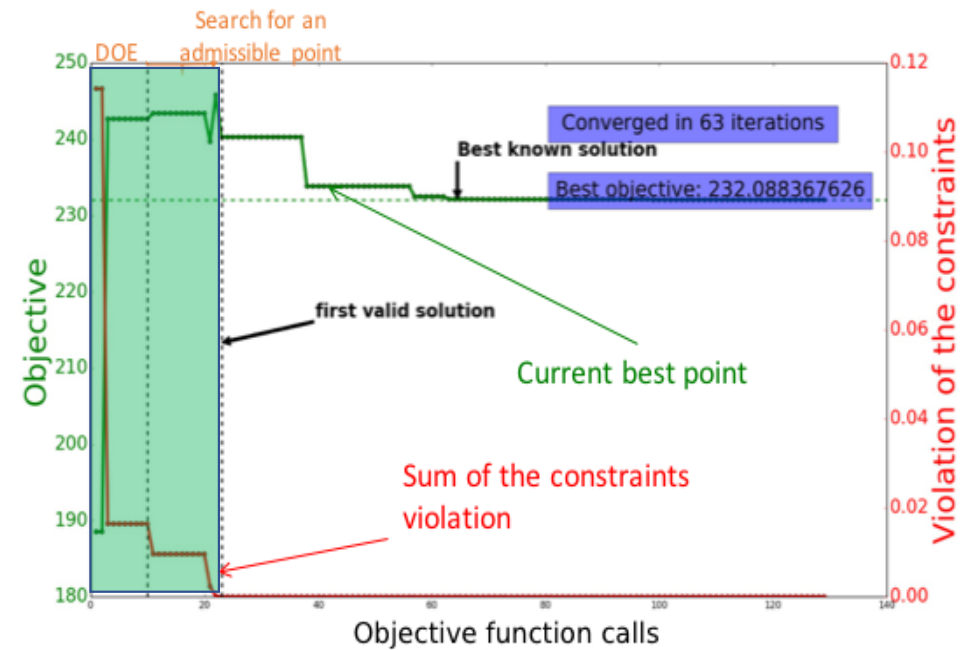 Search for an
DOE admissible point
250
240
230
220
210
200
190
180
Objective
0.12
0.10
0.08
0.06
0.04
0.02
0.00
Violation of the constraints
Converged in 63 iterations
Best known solution
Best objective: 232.088367626
first valid solution
Current best point
Sum of the constraints
violation
0 20 40 60 80 100 120 140
Objective function calls